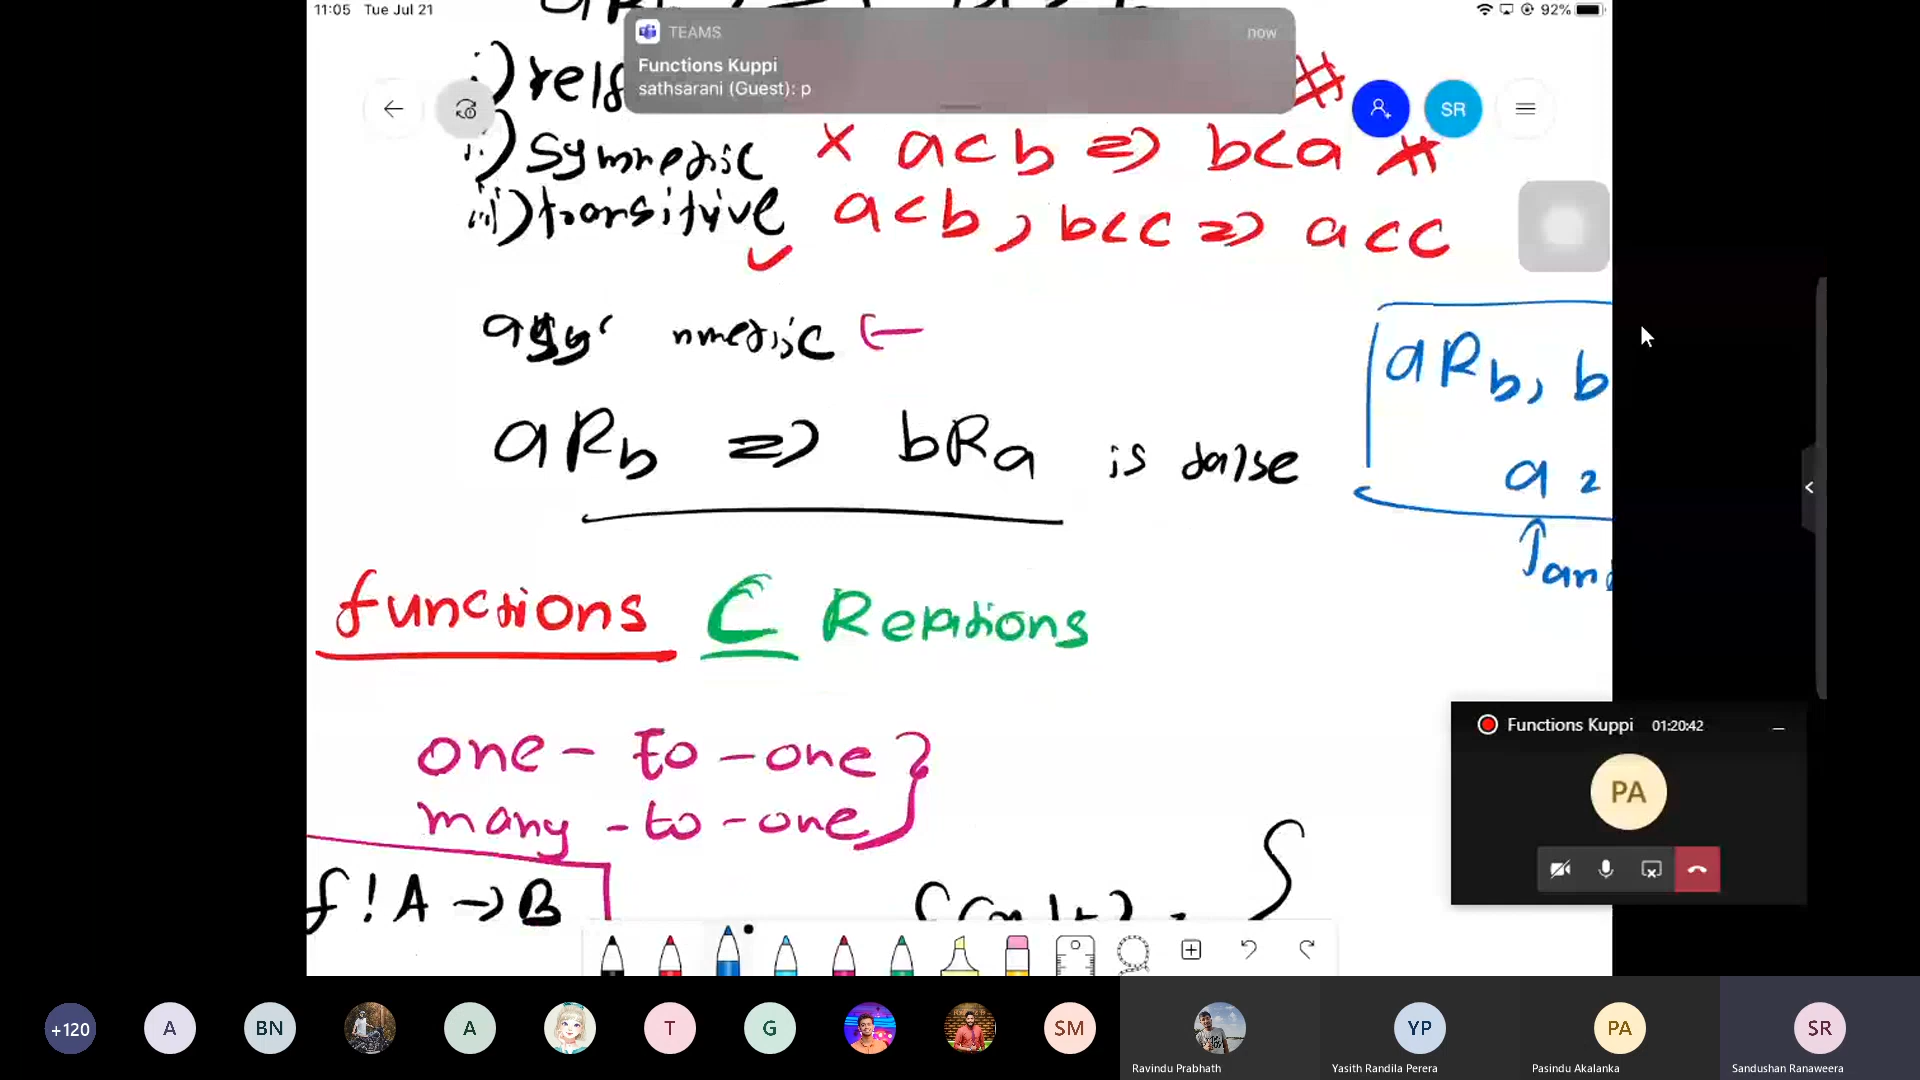 11:05 Tue Jul 21
92%
TEAMS
now
Functions Kuppi
sathsarani (Guest): p
SR
ii) symmetric × a<b => b<a
iii) transitive a<b, b<c => a<c
aRb => bRa is false
aRb, b
a =
functions ⊂ Relations
one-to-one }
many-to-one
f: A → B
Functions Kuppi 01:20:42
PA
+120
A
BN
A
T
G
SM
YP
PA
SR
Ravindu Prabhath
Yasith Randila Perera
Pasindu Akalanka
Sandushan Ranaweera